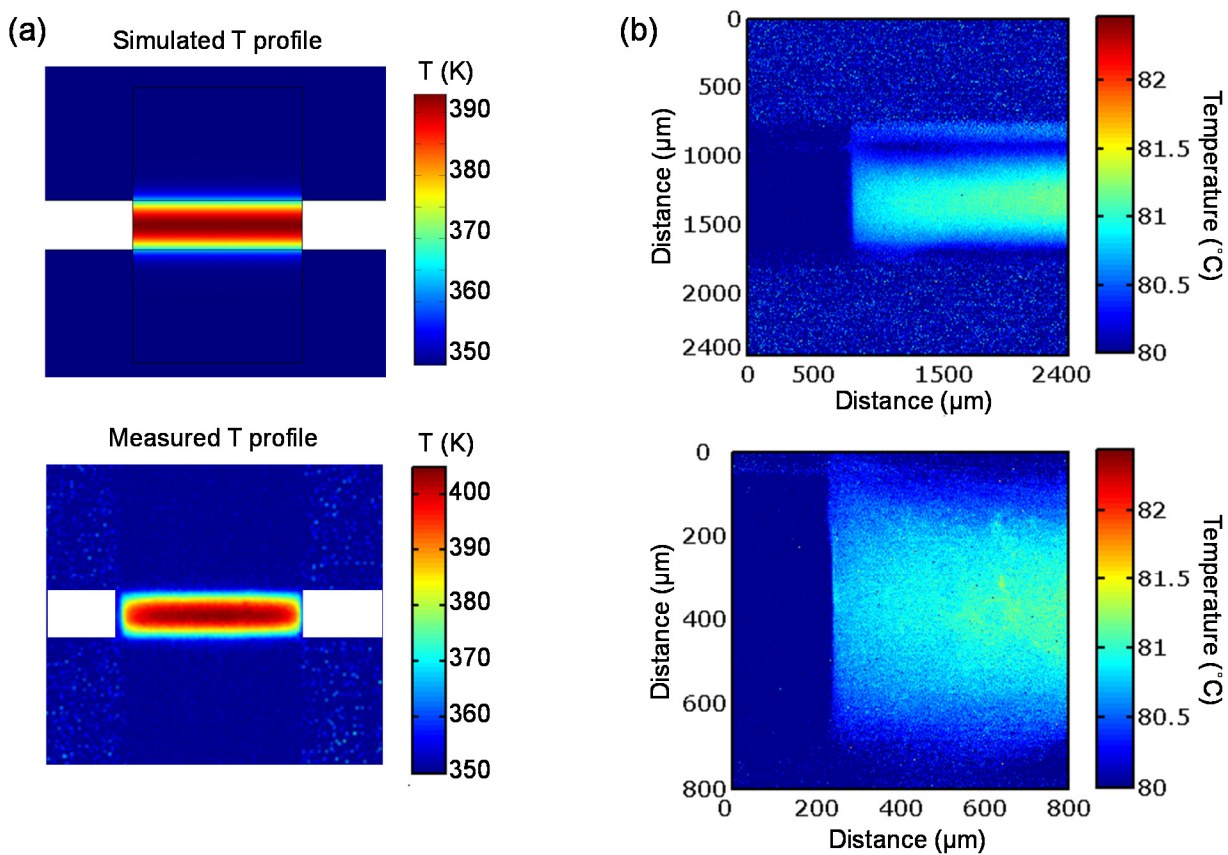 (a)
Simulated T profile
T (K)
390
380
370
360
350
Measured T profile
T (K)
400
390
380
370
360
350
(b)
0
500
1000
1500
2000
2400
0 500 1500 2400
Distance (µm)
Distance (µm)
82
81.5
81
80.5
80
Temperature (°C)
0
200
400
600
800
0 200 400 600 800
Distance (µm)
Distance (µm)
82
81.5
81
80.5
80
Temperature (°C)